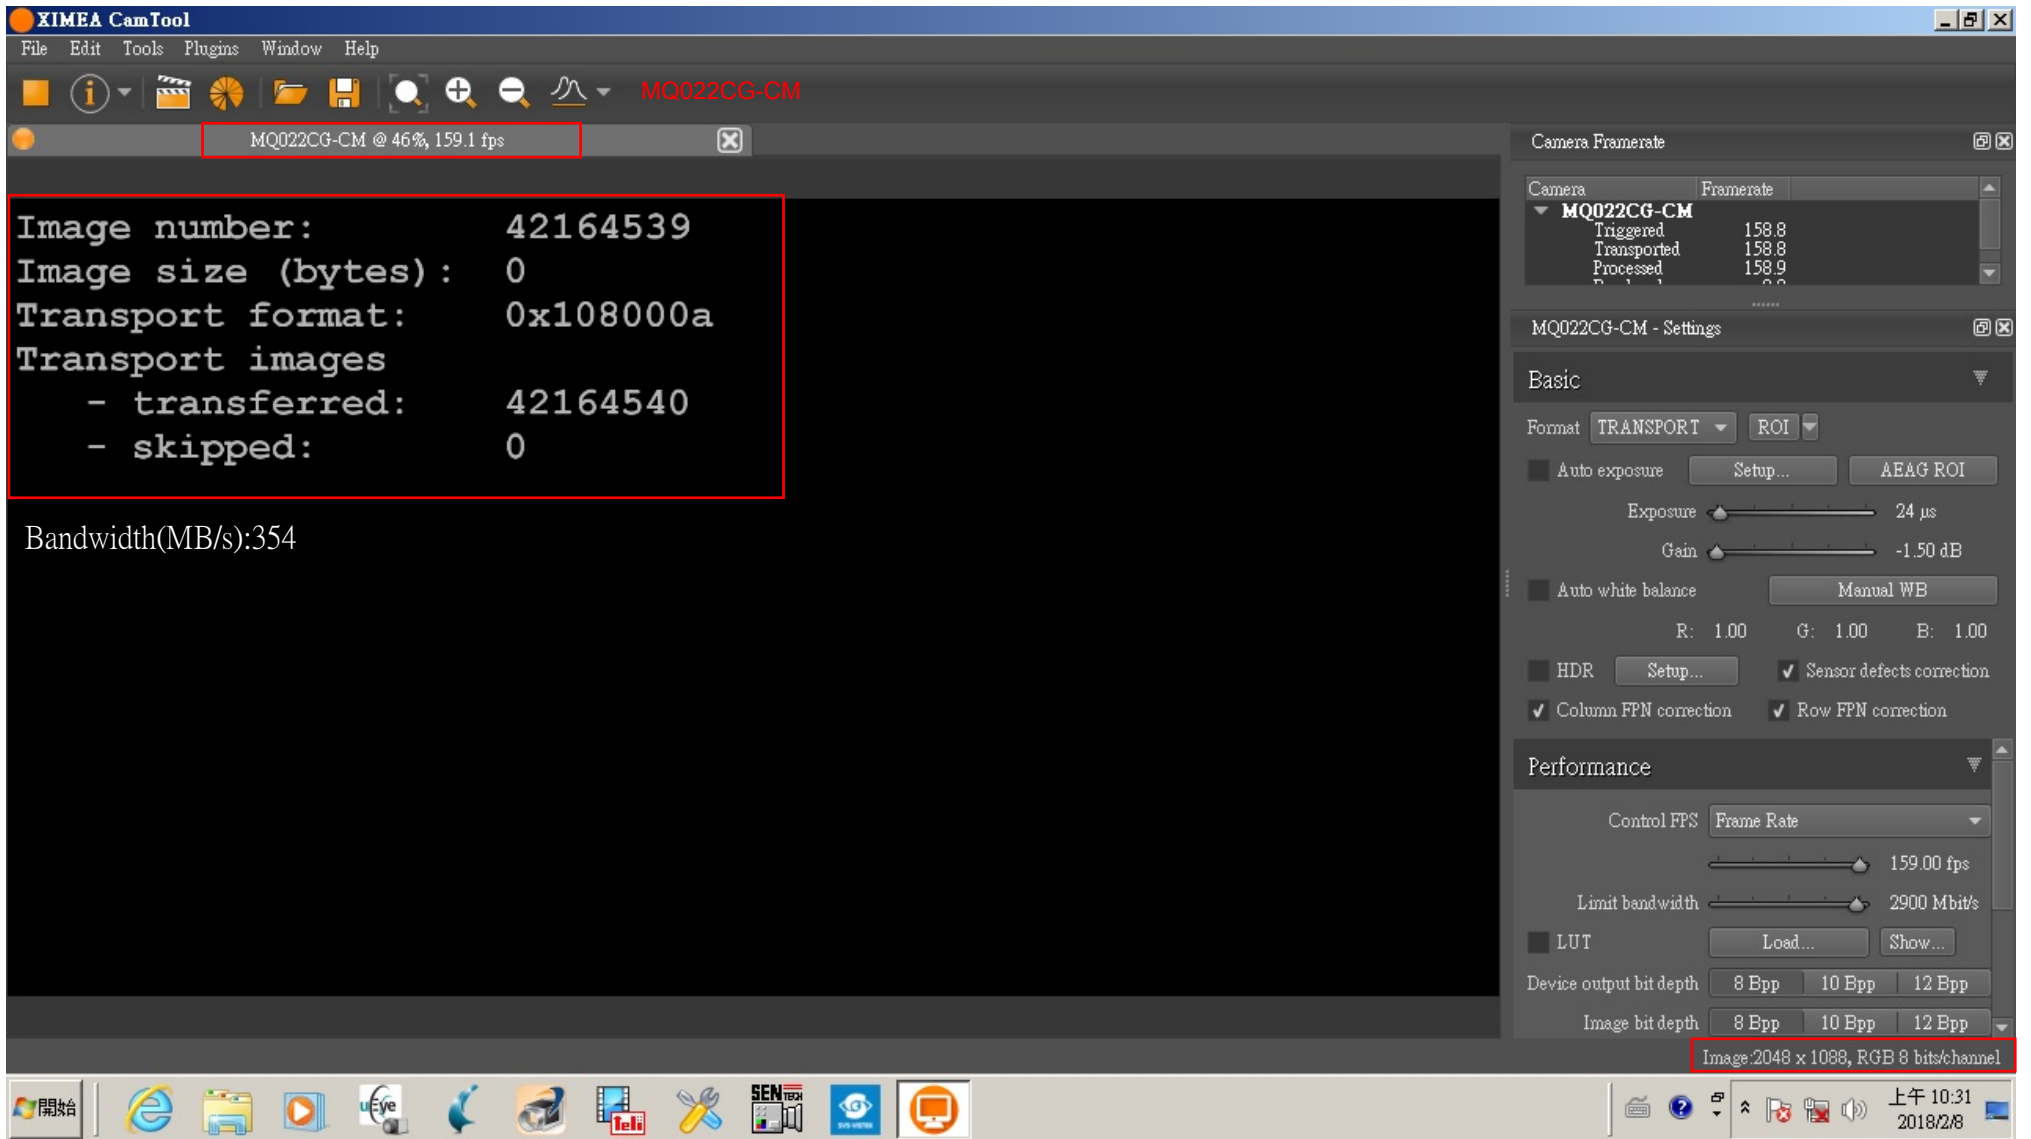 XIMEA CamTool
File Edit Tools Plugins Window Help
MQ022CG-CM
MQ022CG-CM @ 46%, 159.1 fps
Image number: 42164539
Image size (bytes): 0
Transport format: 0x108000a
Transport images
- transferred: 42164540
- skipped: 0
Bandwidth(MB/s):354
Camera Framerate
Camera Framerate
MQ022CG-CM
Triggered 158.8
Transported 158.8
Processed 158.9
MQ022CG-CM - Settings
Basic
Format TRANSPORT ROI
Auto exposure Setup... AEAG ROI
Exposure 24 µs
Gain -1.50 dB
Auto white balance Manual WB
R: 1.00 G: 1.00 B: 1.00
HDR Setup... Sensor defects correction
Column FPN correction Row FPN correction
Performance
Control FPS Frame Rate
159.00 fps
Limit bandwidth 2900 Mbit/s
LUT Load... Show...
Device output bit depth 8 Bpp 10 Bpp 12 Bpp
Image bit depth 8 Bpp 10 Bpp 12 Bpp
Image:2048 x 1088, RGB 8 bits/channel
開始
uEye
Teli
SENTECH
SVS-VISTEK
上午 10:31
2018/2/8